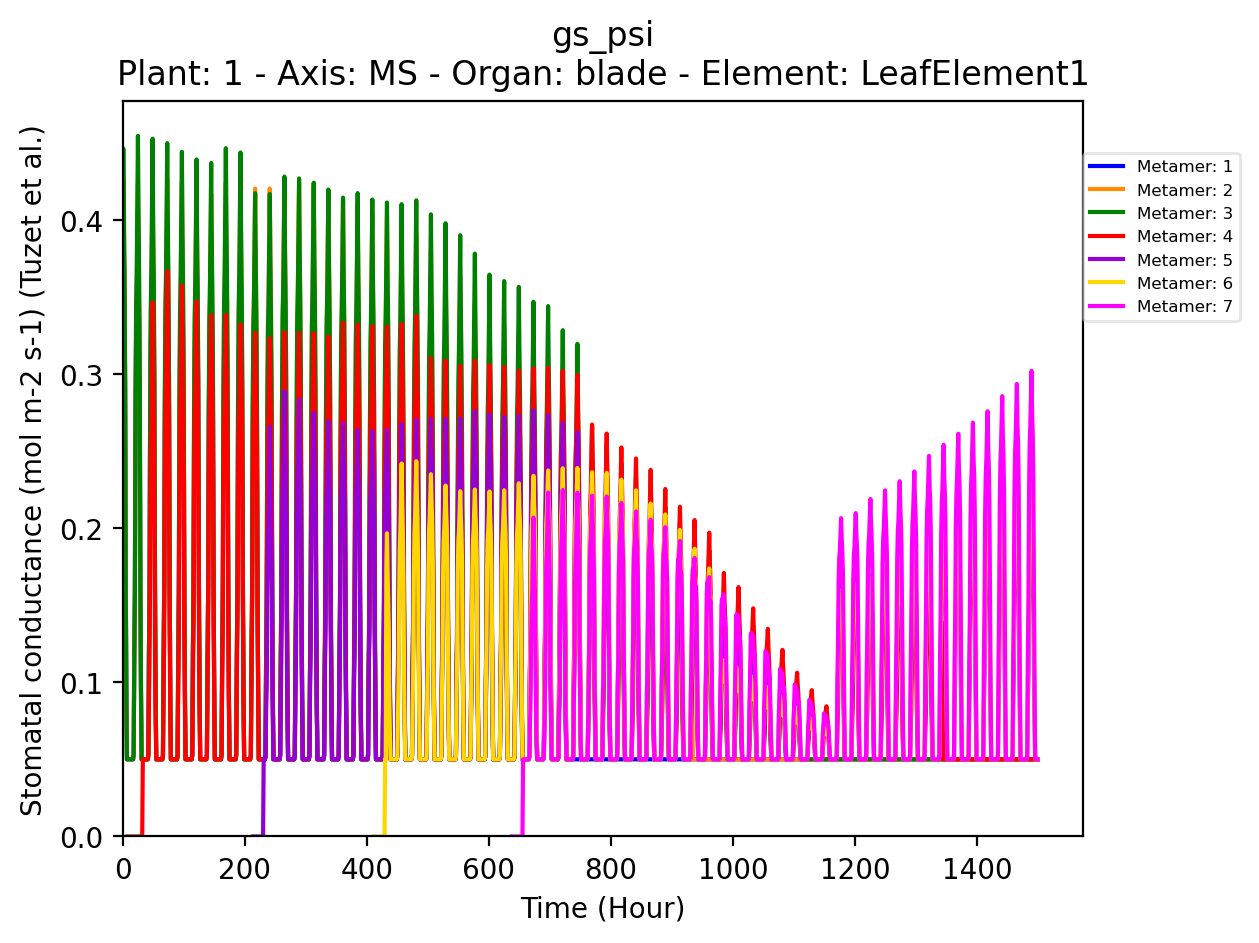 gs_psi
Plant: 1 - Axis: MS - Organ: blade - Element: LeafElement1
Stomatal conductance (mol m-2 s-1) (Tuzet et al.)
0.4
0.3
0.2
0.1
0.0
0 200 400 600 800 1000 1200 1400
Time (Hour)
Metamer: 1
Metamer: 2
Metamer: 3
Metamer: 4
Metamer: 5
Metamer: 6
Metamer: 7